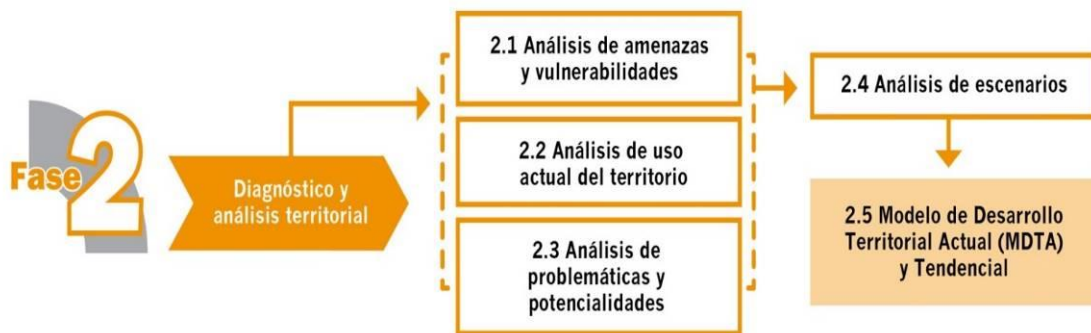 Fase 2
Diagnóstico y
análisis territorial
2.1 Análisis de amenazas
y vulnerabilidades
2.2 Análisis de uso
actual del territorio
2.3 Análisis de
problemáticas y
potencialidades
2.4 Análisis de escenarios
2.5 Modelo de Desarrollo
Territorial Actual (MDTA)
y Tendencial